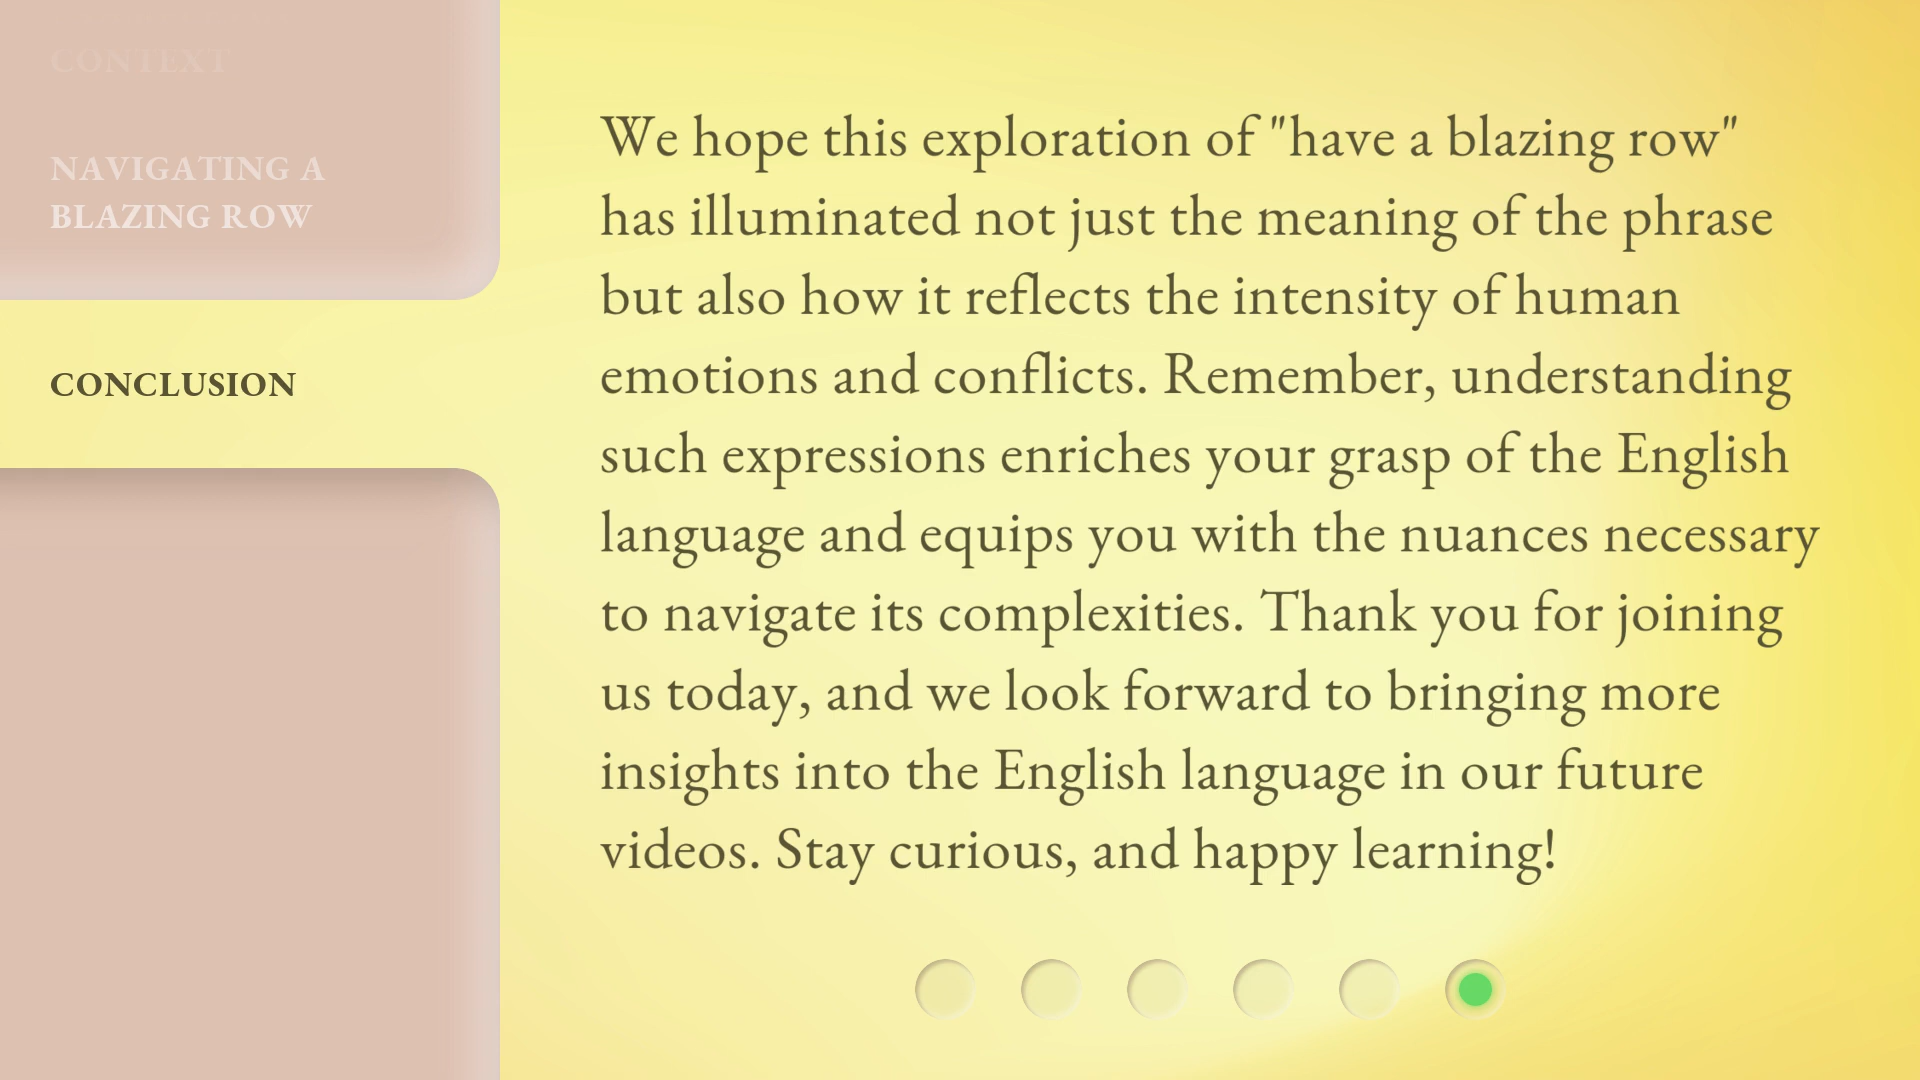 CONTEXT
NAVIGATING A
BLAZING ROW
CONCLUSION
We hope this exploration of "have a blazing row"
has illuminated not just the meaning of the phrase
but also how it reflects the intensity of human
emotions and conflicts. Remember, understanding
such expressions enriches your grasp of the English
language and equips you with the nuances necessary
to navigate its complexities. Thank you for joining
us today, and we look forward to bringing more
insights into the English language in our future
videos. Stay curious, and happy learning!